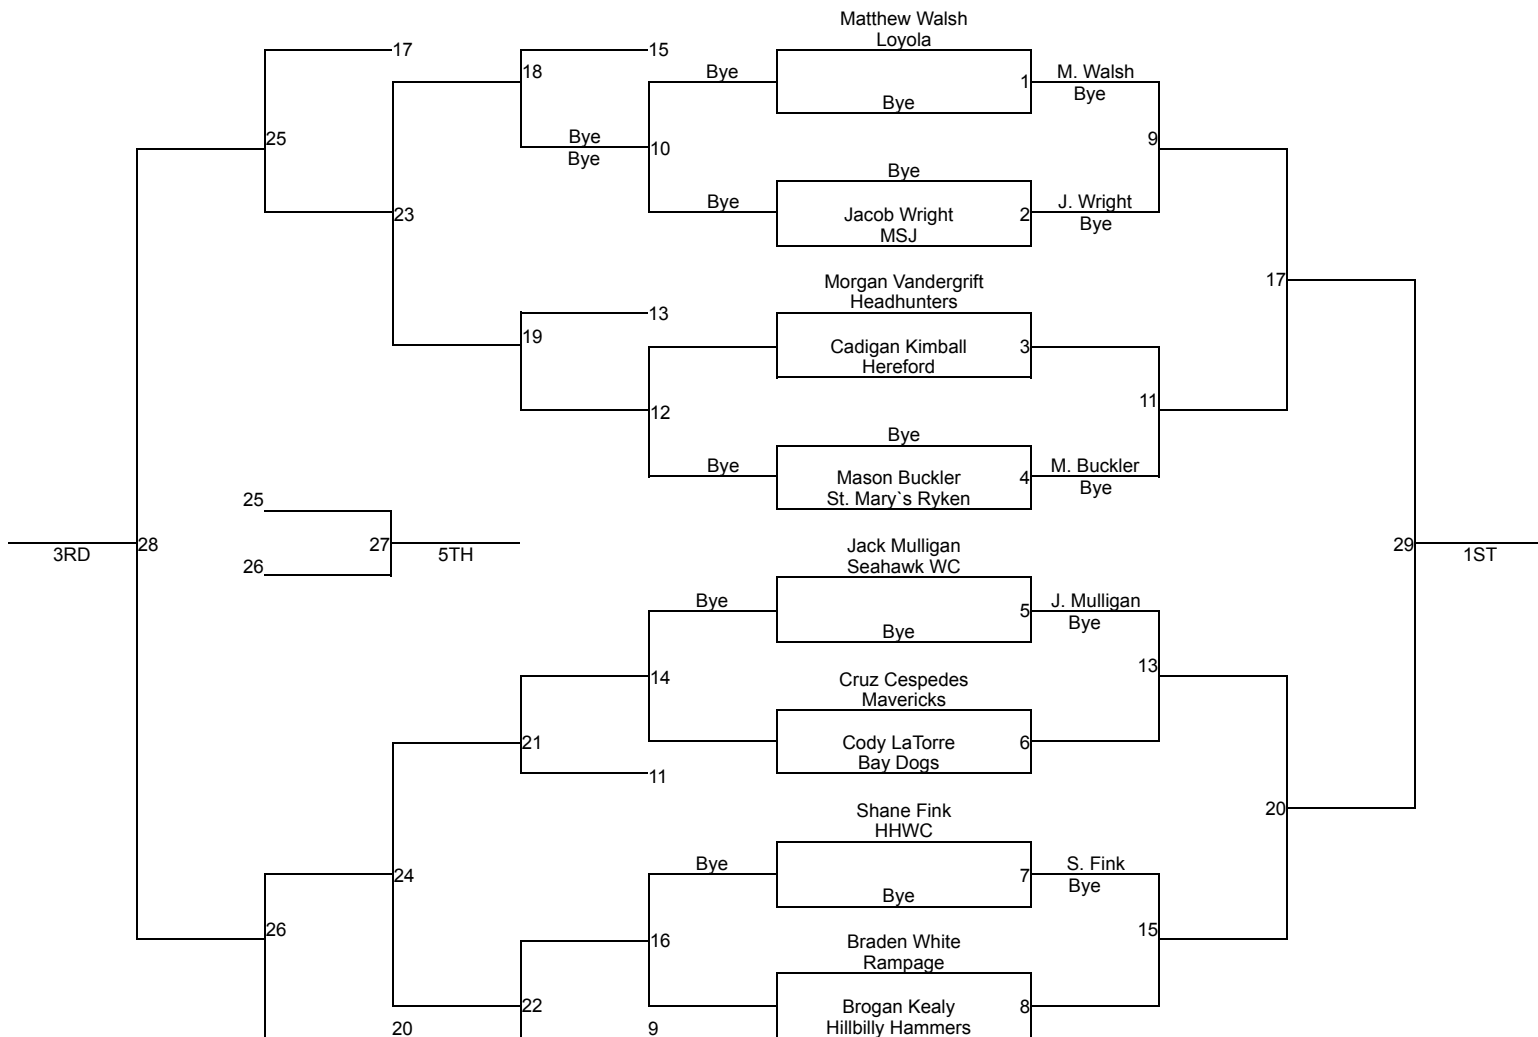 Matthew Walsh
Loyola
17
15
18
Bye
1
M. Walsh
Bye
Bye
25
Bye
Bye
10
9
Bye
Bye
23
Jacob Wright
MSJ
2
J. Wright
Bye
Morgan Vandergrift
Headhunters
17
13
19
Cadigan Kimball
Hereford
3
12
11
Bye
Bye
Mason Buckler
St. Mary`s Ryken
4
M. Buckler
Bye
25
3RD
28
27
5TH
26
29
1ST
Jack Mulligan
Seahawk WC
Bye
5
J. Mulligan
Bye
Bye
14
13
Cruz Cespedes
Mavericks
21
Cody LaTorre
Bay Dogs
6
11
20
Shane Fink
HHWC
Bye
7
S. Fink
Bye
24
Bye
26
16
15
Braden White
Rampage
22
Brogan Kealy
Hillbilly Hammers
8
20
9